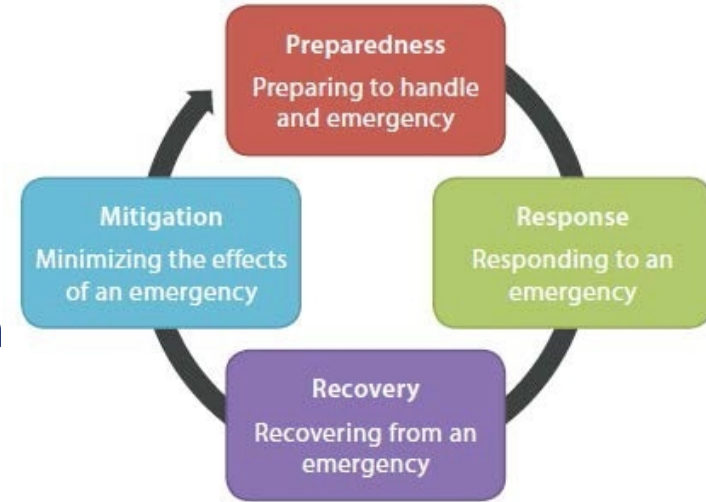 Preparedness
Preparing to handle
and emergency
Mitigation
Minimizing the effects
of an emergency
Response
Responding to an
emergency
Recovery
Recovering from an
emergency